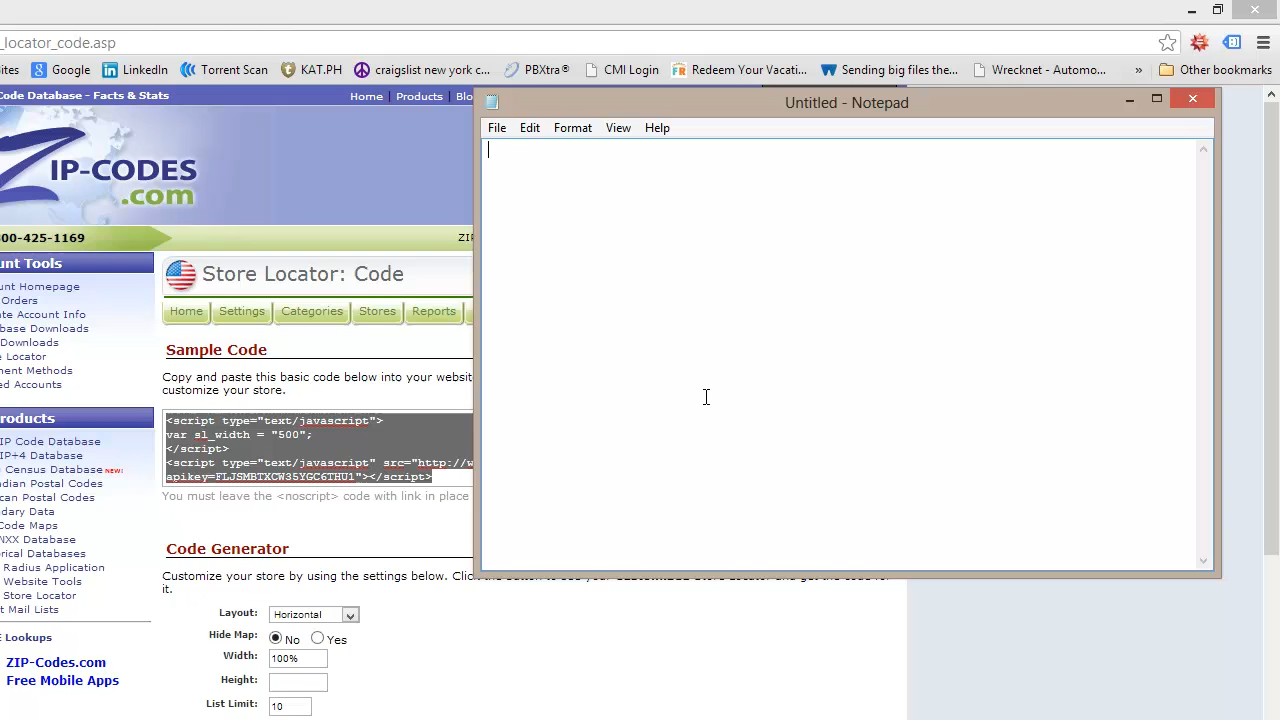 _locator_code.asp
Google
LinkedIn
Torrent Scan
KAT.PH
craigslist new york c...
PBXtra®
CMI Login
Redeem Your Vacati...
Sending big files the...
Wrecknet - Automo...
»
Other bookmarks
Code Database - Facts & Stats
Home | Products | Blo
Untitled - Notepad
File Edit Format View Help
ZIP-CODES
.com
00-425-1169
ZI
unt Tools
unt Homepage
Orders
ate Account Info
base Downloads
Downloads
e Locator
ment Methods
ed Accounts
roducts
IP Code Database
IP+4 Database
Census Database NEW!
dian Postal Codes
can Postal Codes
dary Data
Code Maps
NXX Database
orical Databases
Radius Application
Website Tools
Store Locator
t Mail Lists
E Lookups
ZIP-Codes.com
Free Mobile Apps
Store Locator: Code
Home Settings Categories Stores Reports
Sample Code
Copy and paste this basic code below into your website
customize your store.
<script type="text/javascript">
var sl_width = "500";
</script>
<script type="text/javascript" src="http://w
apikey=FLJSMBTXCW35YGC6THU1"></script>
You must leave the <noscript> code with link in place
Code Generator
Customize your store by using the settings below.
it.
Layout: Horizontal
Hide Map: No Yes
Width: 100%
Height:
List Limit: 10